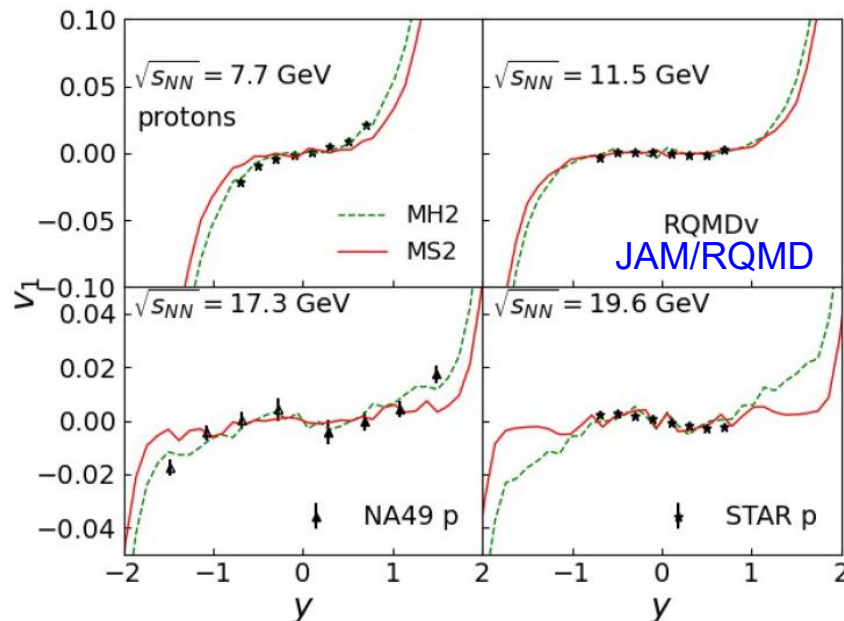 0.10
0.05
0.00
−0.05
−0.10
0.04
0.02
0.00
−0.02
−0.04
v₁
√sNN = 7.7 GeV
protons
MH2
MS2
√sNN = 11.5 GeV
RQMDv
JAM/RQMD
√sNN = 17.3 GeV
NA49 p
√sNN = 19.6 GeV
STAR p
−2 −1 0 1 2 −1 0 1 2
y y